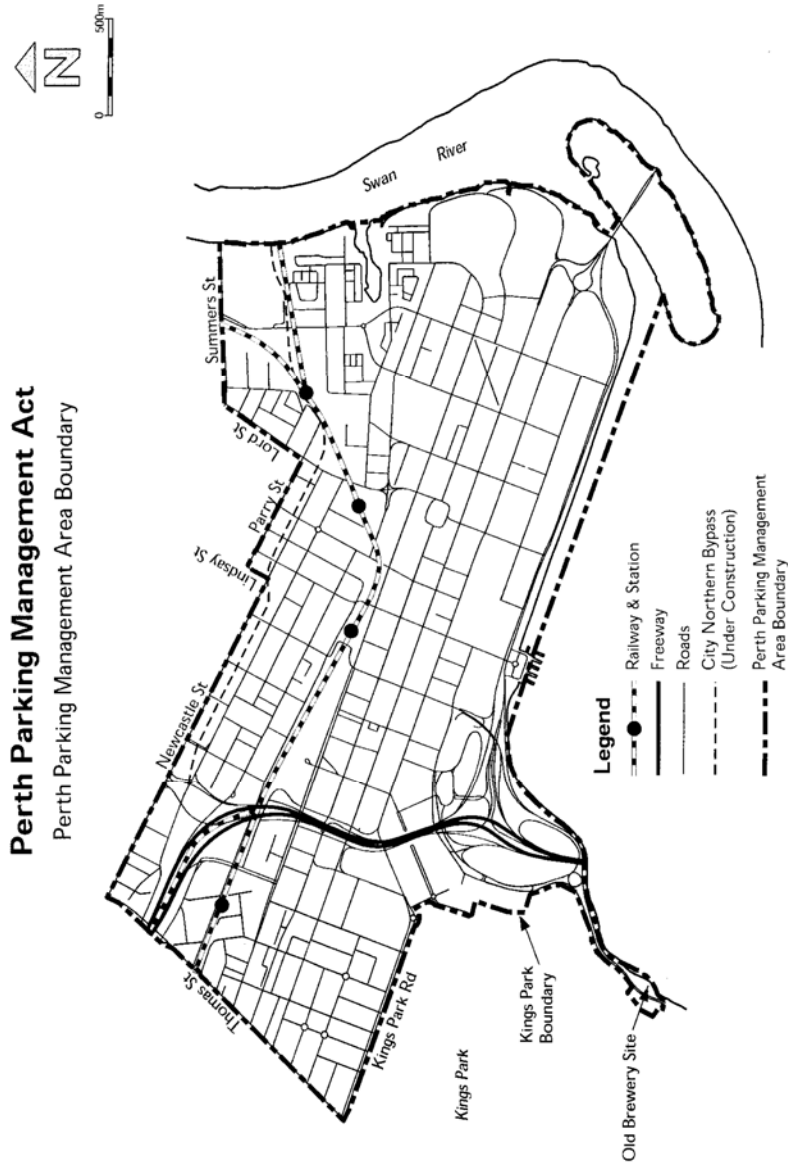 Perth Parking Management Act
Perth Parking Management Area Boundary
N
0 500m
Summers St
Lord St
Parry St
Lindsay St
Newcastle St
Thomas St
Kings Park Rd
Kings Park
Kings Park
Boundary
Old Brewery Site
Swan River
Legend
Railway & Station
Freeway
Roads
City Northern Bypass
(Under Construction)
Perth Parking Management
Area Boundary